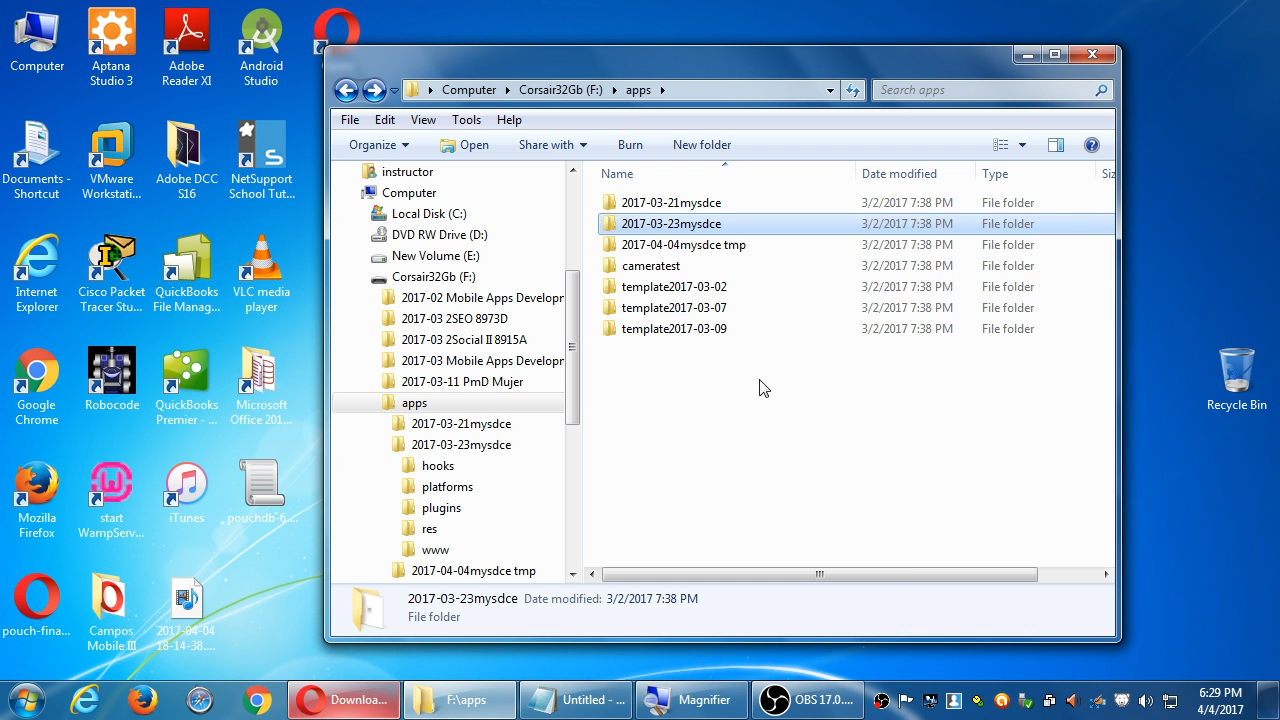 Computer
Aptana
Studio 3
Adobe
Reader XI
Android
Studio
Documents -
Shortcut
VMware
Workstati...
Adobe DCC
S16
NetSupport
School Tut...
Internet
Explorer
Cisco Packet
Tracer Stu...
QuickBooks
File Manag...
VLC media
player
Google
Chrome
Robocode
QuickBooks
Premier - ...
Microsoft
Office 201...
Mozilla
Firefox
start
WampServ...
iTunes
pouchdb-6....
pouch-fina...
Campos
Mobile III
2017-04-04
18-14-38....
Recycle Bin
Computer
Corsair32Gb (F:)
apps
Search apps
File Edit View Tools Help
Organize
Open
Share with
Burn
New folder
instructor
Computer
Local Disk (C:)
DVD RW Drive (D:)
New Volume (E:)
Corsair32Gb (F:)
2017-02 Mobile Apps Developr
2017-03 2SEO 8973D
2017-03 2Social II 8915A
2017-03 Mobile Apps Developr
2017-03-11 PmD Mujer
apps
2017-03-21mysdce
2017-03-23mysdce
hooks
platforms
plugins
res
www
2017-04-04mysdce tmp
Name Date modified Type Siz
2017-03-21mysdce 3/2/2017 7:38 PM File folder
2017-03-23mysdce 3/2/2017 7:38 PM File folder
2017-04-04mysdce tmp 3/2/2017 7:38 PM File folder
cameratest 3/2/2017 7:38 PM File folder
template2017-03-02 3/2/2017 7:38 PM File folder
template2017-03-07 3/2/2017 7:38 PM File folder
template2017-03-09 3/2/2017 7:38 PM File folder
2017-03-23mysdce Date modified: 3/2/2017 7:38 PM
File folder
Downloa...
F:\apps
Untitled - ...
Magnifier
OBS 17.0....
6:29 PM
4/4/2017